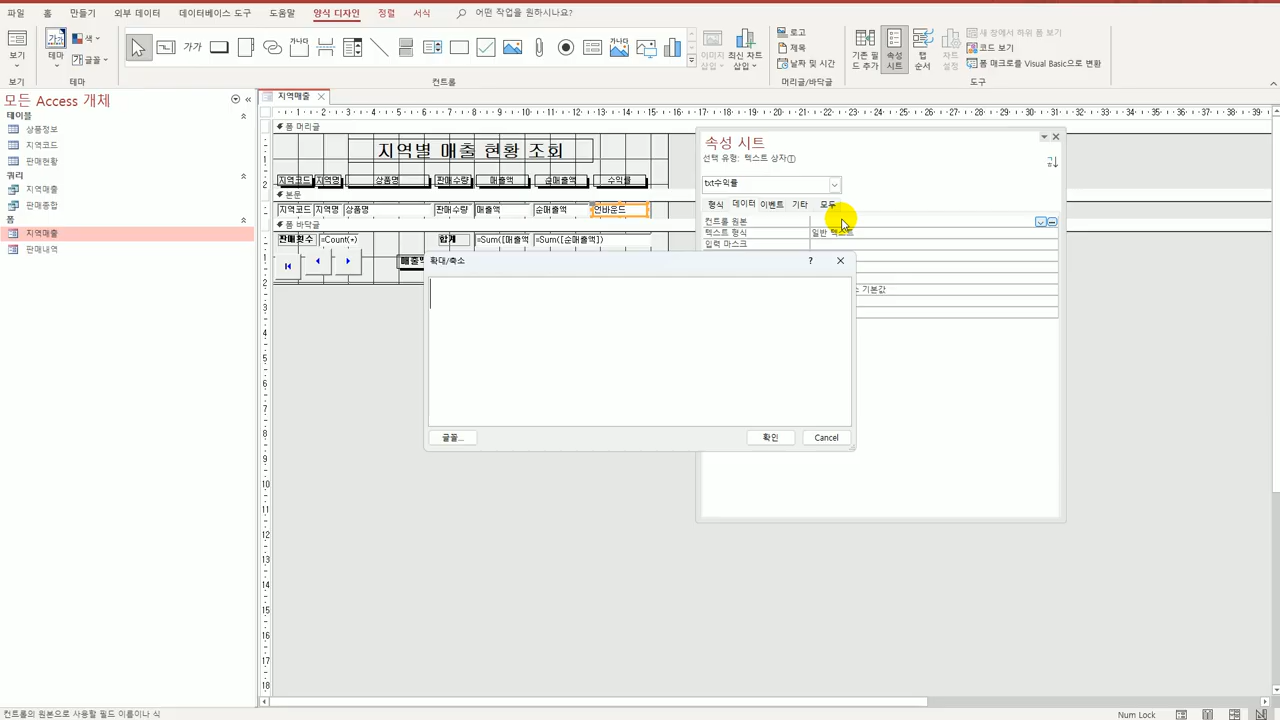 파일
홈
만들기
외부 데이터
데이터베이스 도구
도움말
양식 디자인
정렬
서식
어떤 작업을 원하시나요?
보기
테마
색
글꼴
가나다
이미지 삽입
최신 차트 삽입
로고
제목
날짜 및 시간
기존 필드 추가
속성 시트
탭 순서
차트 설정
새 창에서 하위 폼 보기
코드 보기
폼 매크로를 Visual Basic으로 변환
보기
테마
컨트롤
머리글/바닥글
도구
모든 Access 개체
테이블
상품정보
지역코드
판매현황
쿼리
지역매출
판매종합
폼
지역매출
판매내역
지역매출
폼 머리글
지역별 매출 현황 조회
지역코드 지역명 상품명 판매수량 매출액 순매출액 수익률
본문
지역코드 지역명 상품명 판매수량 매출액 순매출액 언바운드
폼 바닥글
판매횟수 =Count(*) 합계 =Sum([매출액 =Sum([순매출액])
속성 시트
선택 유형: 텍스트 상자(T)
txt수익률
형식 데이터 이벤트 기타 모두
컨트롤 원본
텍스트 형식 일반 텍스트
입력 마스크
기본값
확대/축소
글꼴...
확인
Cancel
컨트롤의 원본으로 사용할 필드 이름이나 식
Num Lock